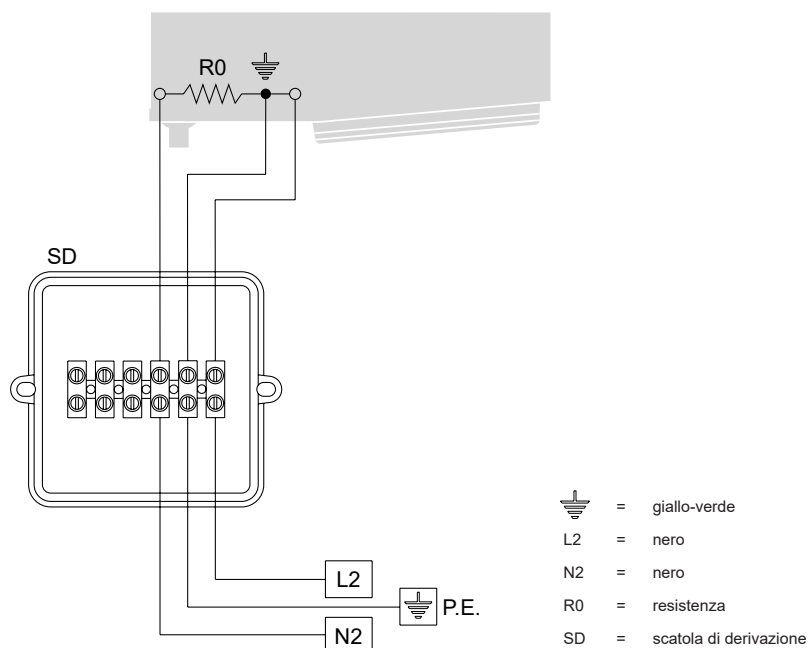 R0
SD
L2
P.E.
N2
= giallo-verde
L2 = nero
N2 = nero
R0 = resistenza
SD = scatola di derivazione